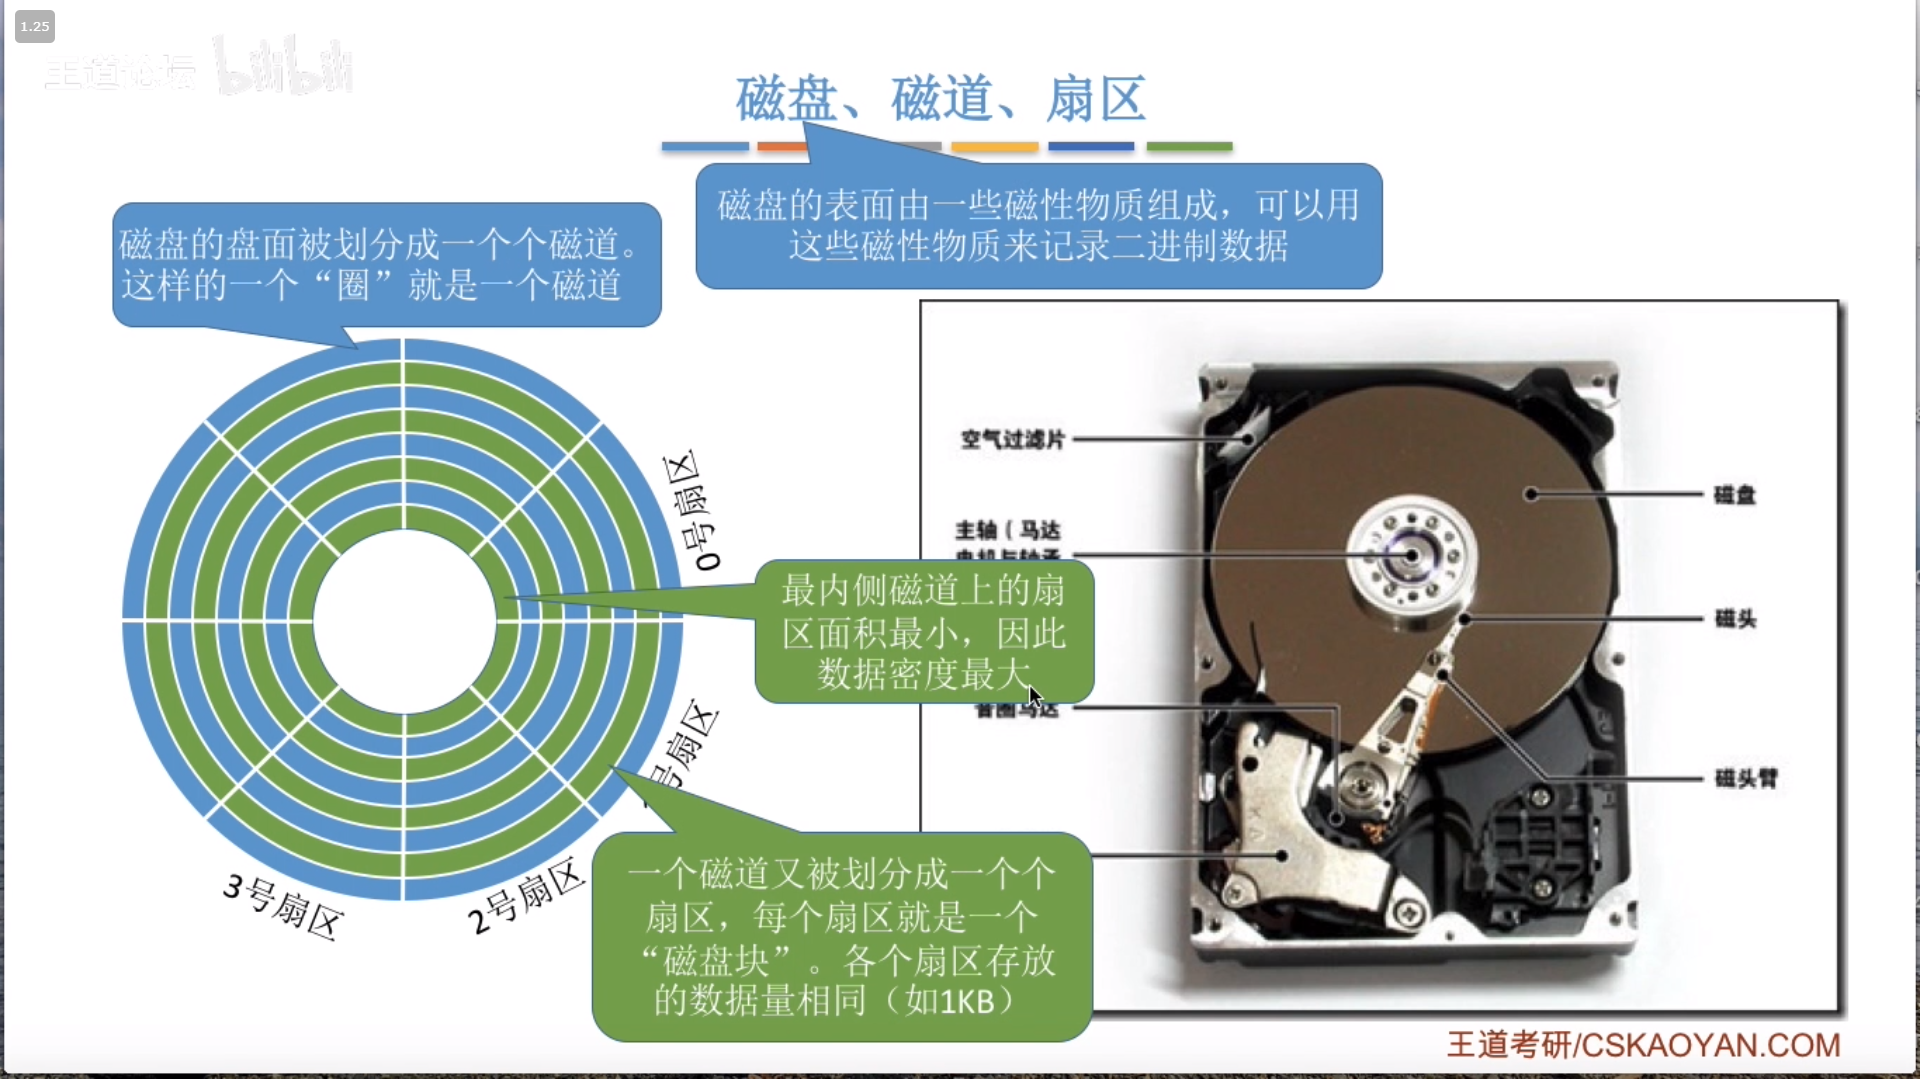 1.25
王道论坛 bilibili
磁盘、磁道、扇区
磁盘的表面由一些磁性物质组成，可以用
这些磁性物质来记录二进制数据
磁盘的盘面被划分成一个个磁道。
这样的一个“圈”就是一个磁道
0号扇区
号扇区
2号扇区
3号扇区
最内侧磁道上的扇
区面积最小，因此
数据密度最大
一个磁道又被划分成一个个
扇区，每个扇区就是一个
“磁盘块”。各个扇区存放
的数据量相同（如1KB）
空气过滤片
主轴（马达
电机与轴承
音圈马达
磁盘
磁头
磁头臂
王道考研/CSKAOYAN.COM